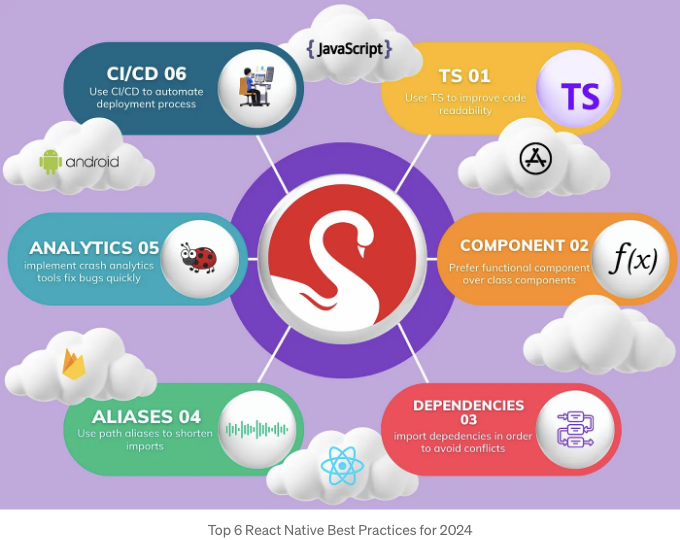 { JavaScript }
CI/CD 06
Use CI/CD to automate
deployment process
TS 01
User TS to improve code
readability
TS
android
ANALYTICS 05
implement crash analytics
tools fix bugs quickly
COMPONENT 02
Prefer functional component
over class components
f(x)
ALIASES 04
Use path aliases to shorten
imports
DEPENDENCIES
03
import depedencies in order
to avoid conflicts
Top 6 React Native Best Practices for 2024